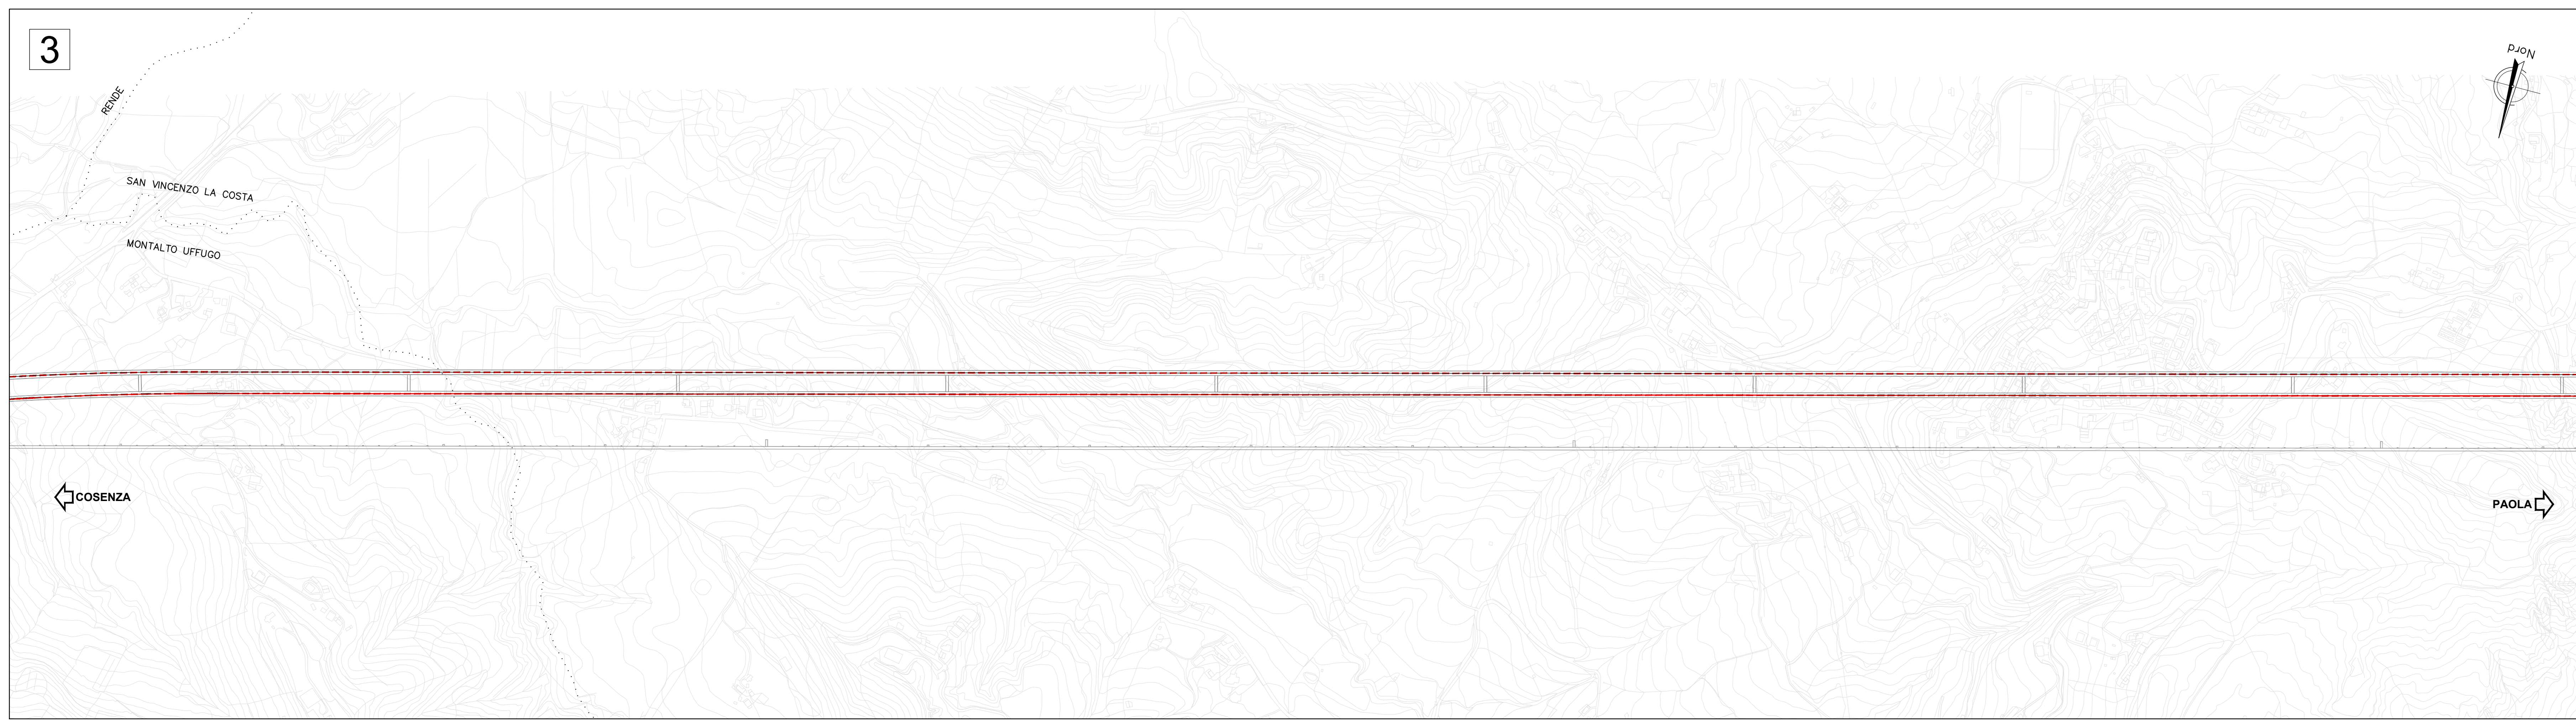 3
Nord
RENDE
SAN VINCENZO LA COSTA
MONTALTO UFFUGO
COSENZA
PAOLA